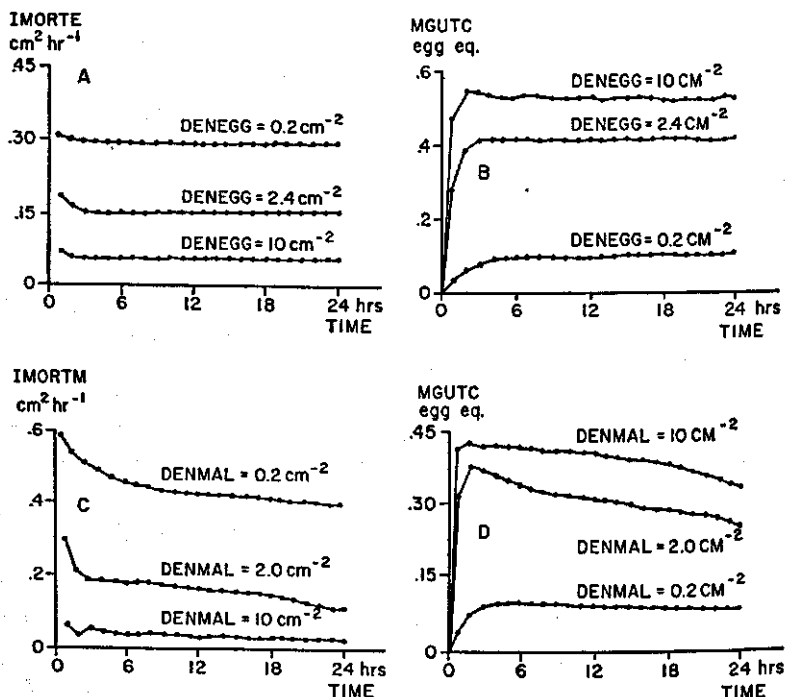 IMORTE
cm² hr⁻¹
.45
.30
.15
0
A
DENEGG = 0.2 cm⁻²
DENEGG = 2.4 cm⁻²
DENEGG = 10 cm⁻²
0 6 12 18 24 hrs
TIME
MGUTC
egg eq.
.6
.4
.2
0
B
DENEGG = 10 CM⁻²
DENEGG = 2.4 CM⁻²
DENEGG = 0.2 CM⁻²
0 6 12 18 24 hrs
TIME
IMORTM
cm² hr⁻¹
.6
.4
.2
0
C
DENMAL = 0.2 cm⁻²
DENMAL = 2.0 cm⁻²
DENMAL = 10 cm⁻²
0 6 12 18 24 hrs
TIME
MGUTC
egg eq.
.45
.30
.15
0
D
DENMAL = 10 CM⁻²
DENMAL = 2.0 CM⁻²
DENMAL = 0.2 CM⁻²
0 6 12 18 24 hrs
TIME